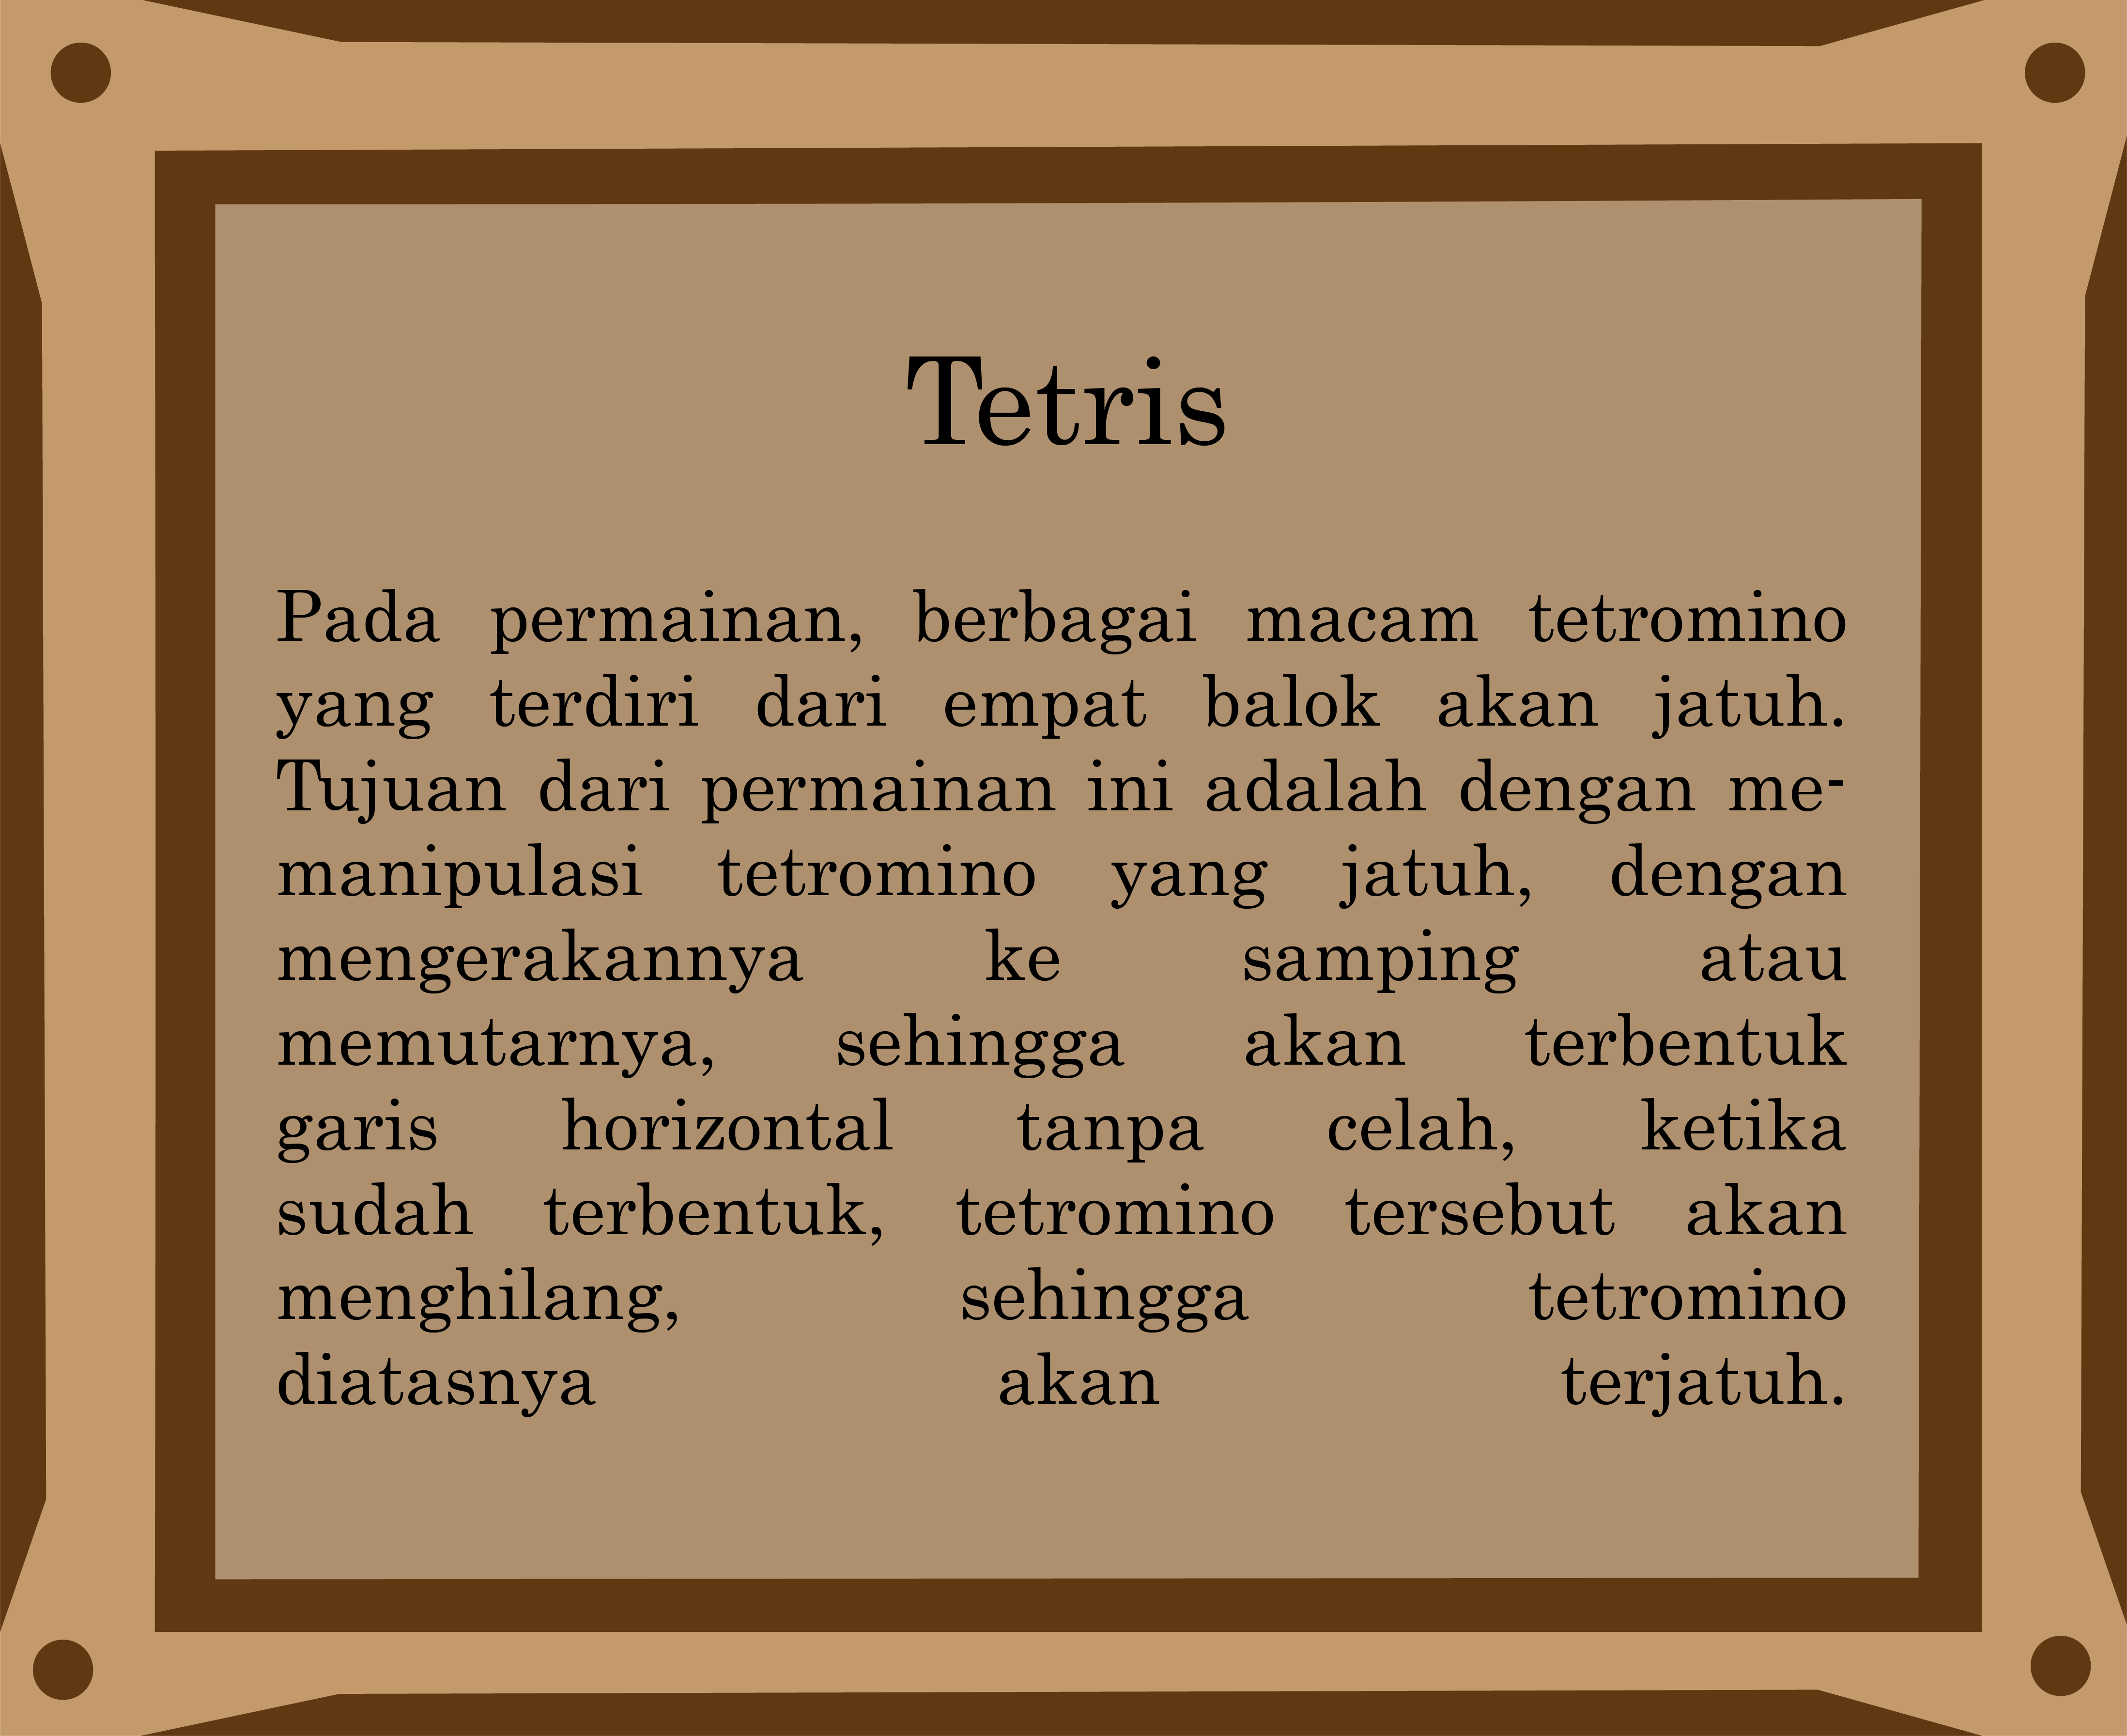 Tetris
Pada permainan, berbagai macam tetromino
yang terdiri dari empat balok akan jatuh.
Tujuan dari permainan ini adalah dengan me-
manipulasi tetromino yang jatuh, dengan
mengerakannya ke samping atau
memutarnya, sehingga akan terbentuk
garis horizontal tanpa celah, ketika
sudah terbentuk, tetromino tersebut akan
menghilang, sehingga tetromino
diatasnya akan terjatuh.